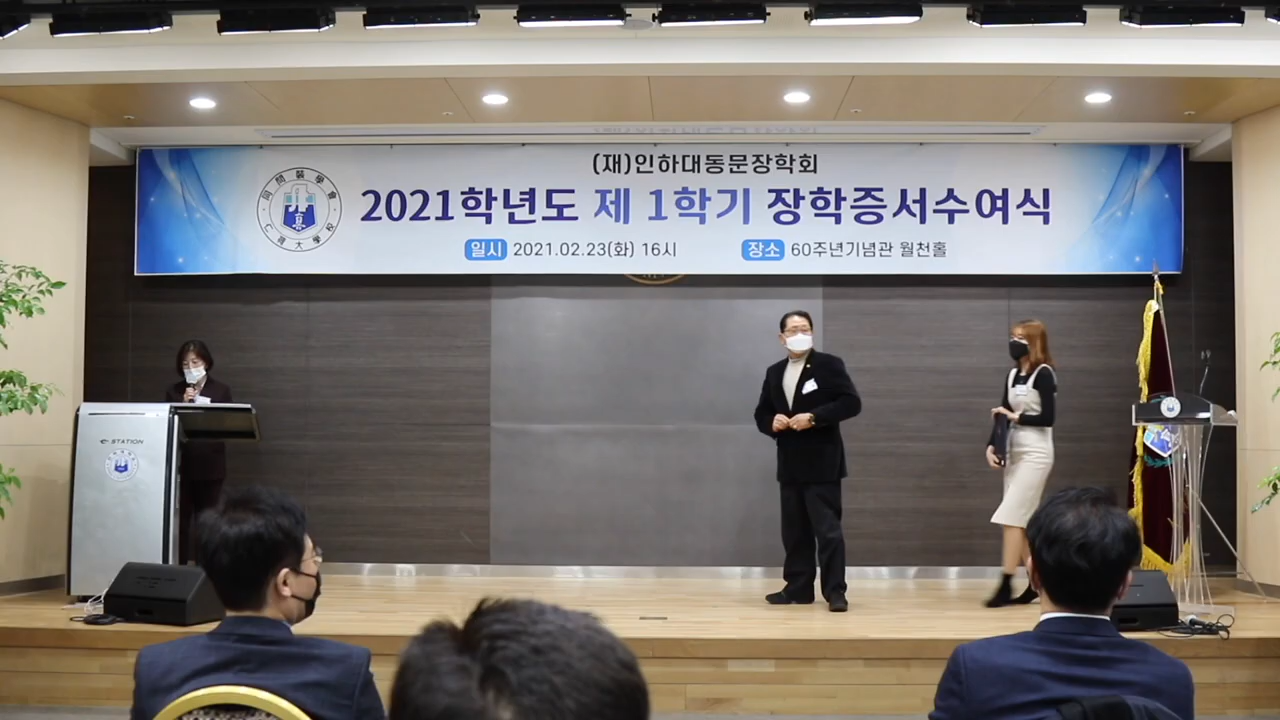 (재)인하대동문장학회
2021학년도 제 1학기 장학증서수여식
일시 2021.02.23(화) 16시
장소 60주년기념관 월천홀
STATION